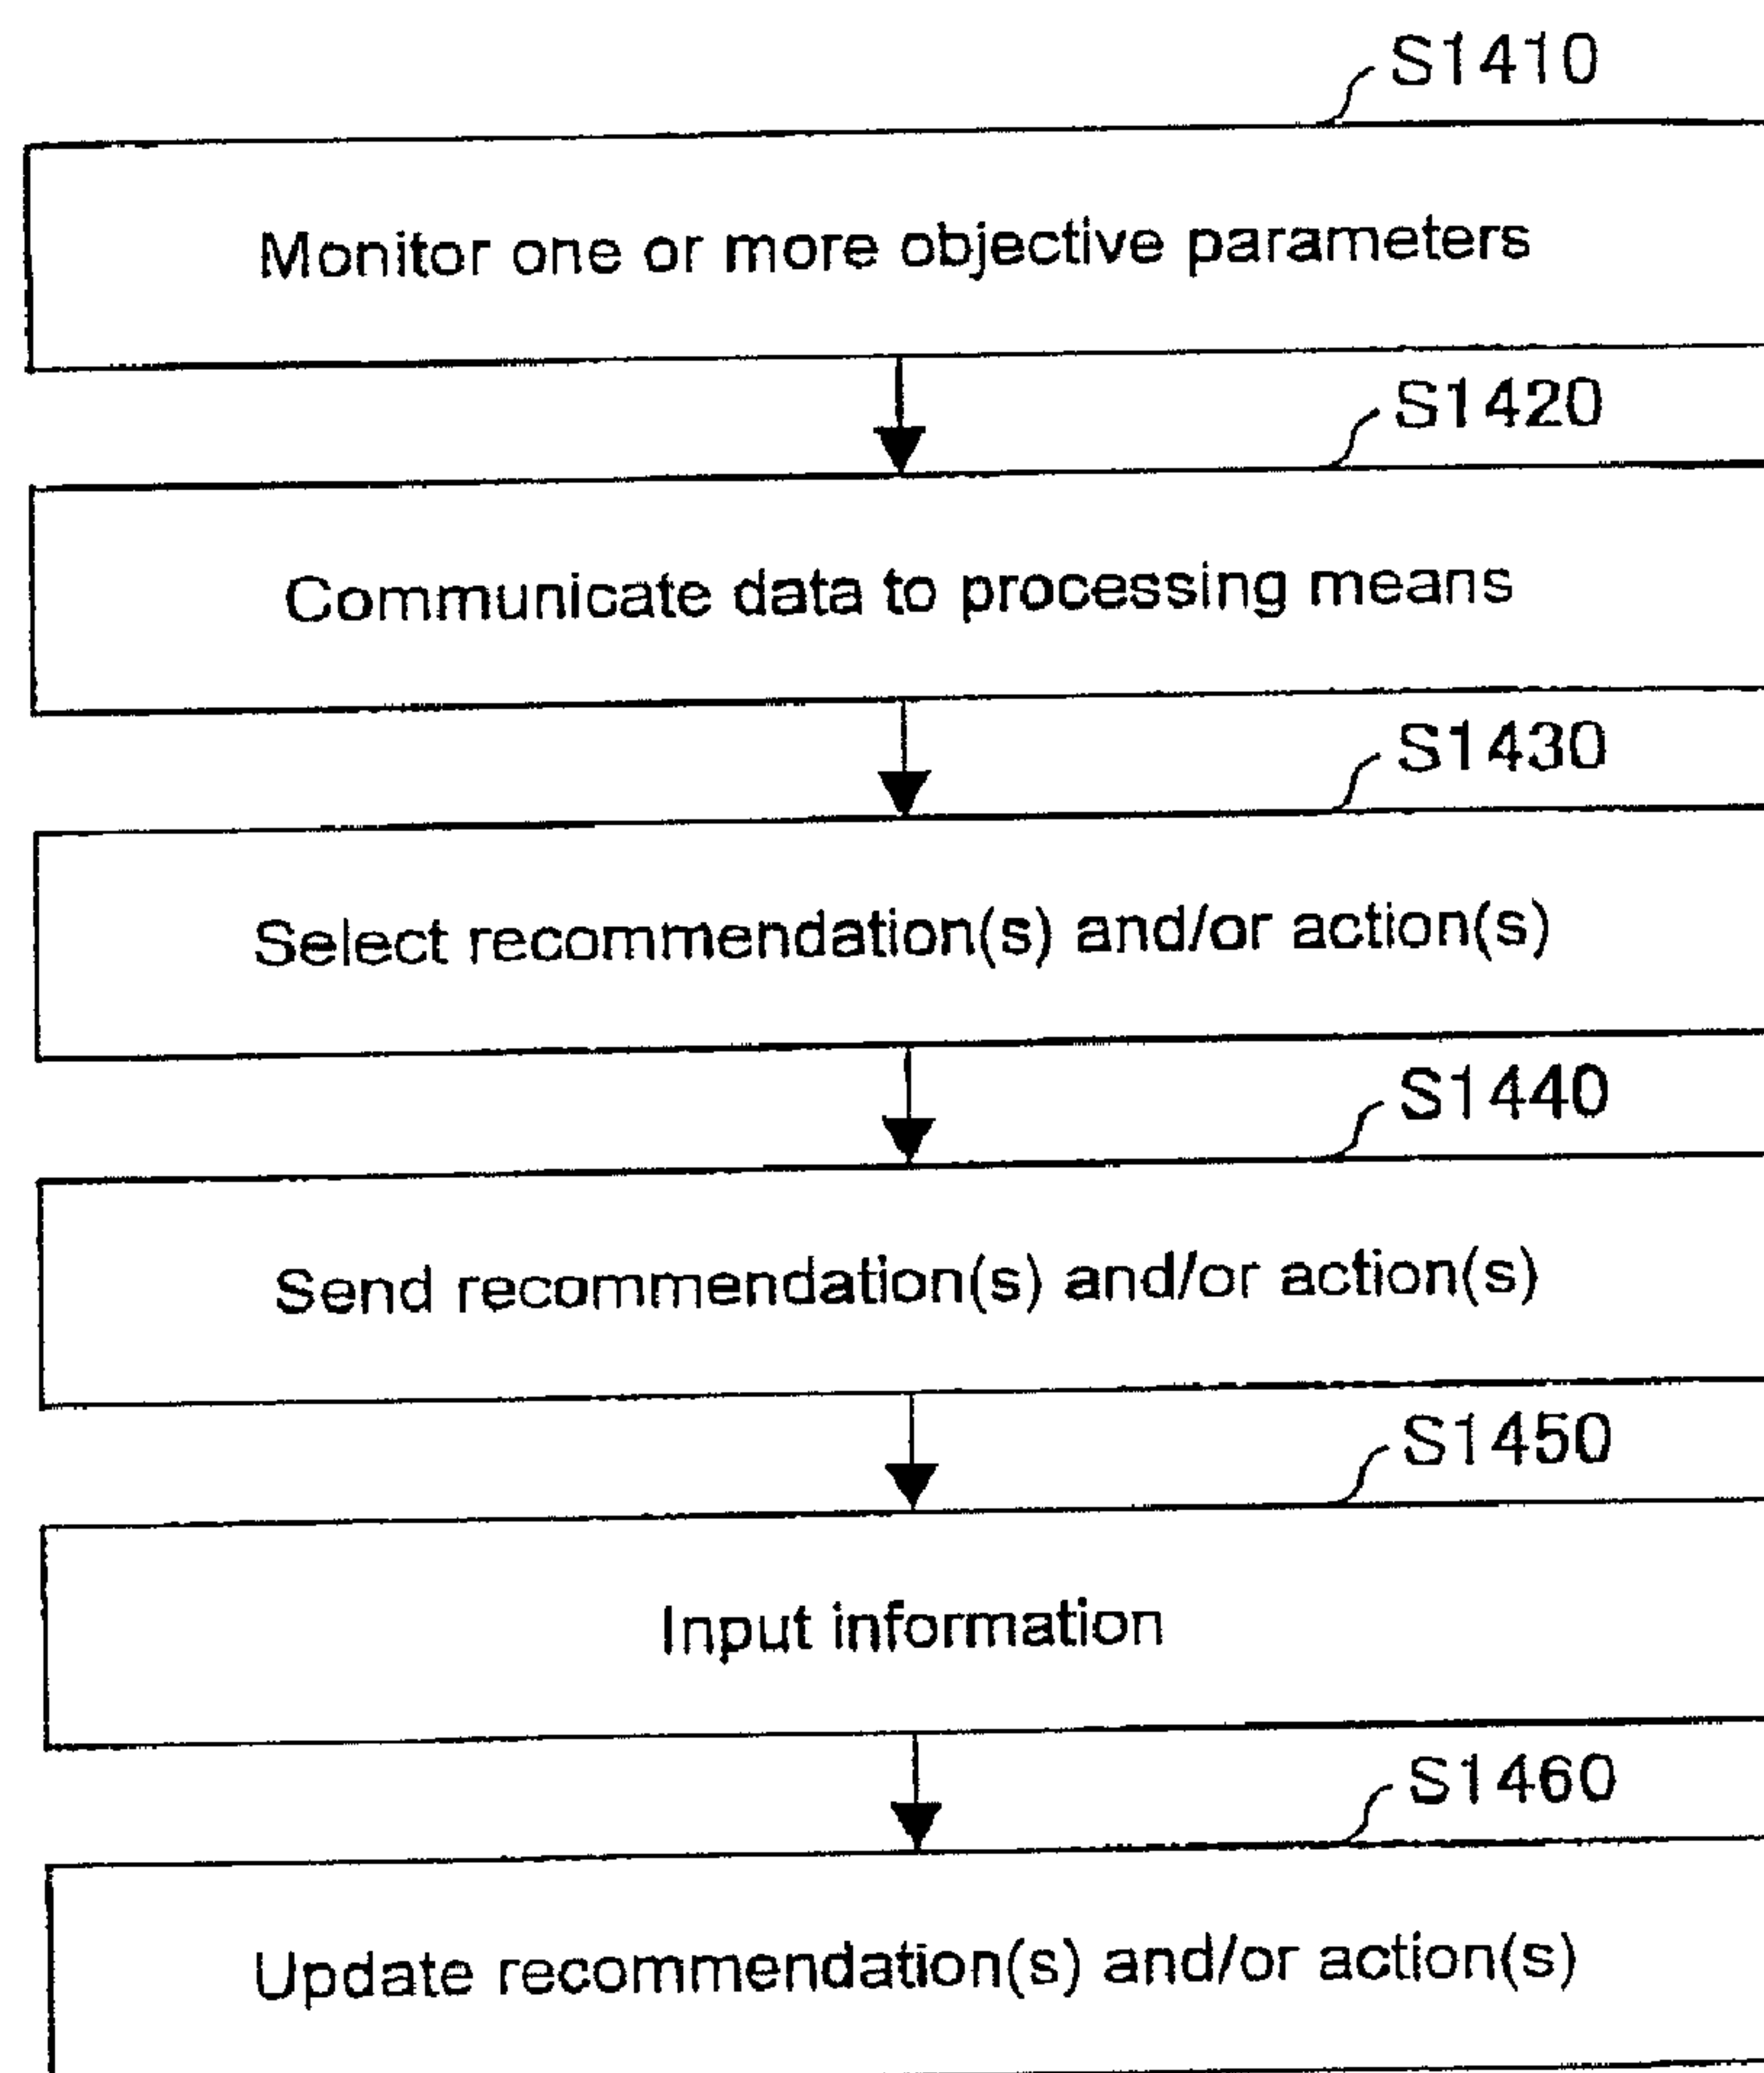 S1410
Monitor one or more objective parameters
S1420
Communicate data to processing means
S1430
Select recommendation(s) and/or action(s)
S1440
Send recommendation(s) and/or action(s)
S1450
Input information
S1460
Update recommendation(s) and/or action(s)